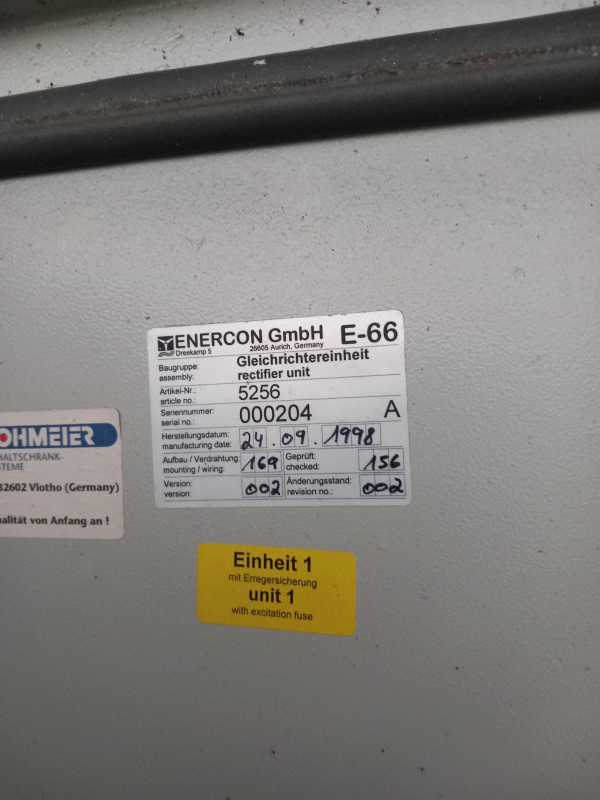 ENERCON GmbH E-66
Dreekamp 5 26605 Aurich, Germany
Baugruppe: Gleichrichtereinheit
assembly: rectifier unit
Artikel-Nr.: 5256
article no.:
Seriennummer: 000204 A
serial no.:
Herstellungsdatum: 24.09.1998
manufacturing date:
Aufbau / Verdrahtung: 169 Geprüft: 156
mounting / wiring: checked:
Version: 002 Änderungsstand: 002
version: revision no.:
OHMEIER
HALTSCHRANK-
STEME
32602 Vlotho (Germany)
alität von Anfang an !
Einheit 1
mit Erregersicherung
unit 1
with excitation fuse